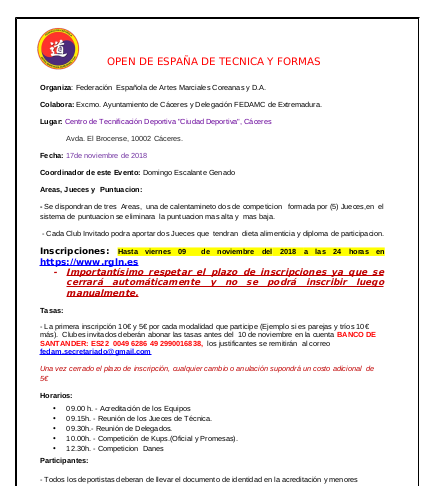 道
OPEN DE ESPAÑA DE TECNICA Y FORMAS
Organiza: Federación Española de Artes Marciales Coreanas y D.A.
Colabora: Excmo. Ayuntamiento de Cáceres y Delegación FEDAMC de Extremadura.
Lugar: Centro de Tecnificación Deportiva "Ciudad Deportiva", Cáceres
Avda. El Brocense, 10002 Cáceres.
Fecha: 17de noviembre de 2018
Coordinador de este Evento: Domingo Escalante Genado
Areas, Jueces y Puntuacion:
- Se dispondran de tres Areas, una de calentamineto dos de competicion formada por (5) Jueces,en el
sistema de puntuacion se eliminara la puntuacion mas alta y mas baja.
- Cada Club Invitado podra aportar dos Jueces que tendran dieta alimenticia y diploma de participacion.
Inscripciones: Hasta viernes 09 de noviembre del 2018 a las 24 horas en
https://www.rgln.es
- Importantísimo respetar el plazo de inscripciones ya que se
cerrará automáticamente y no se podrá inscribir luego
manualmente.
Tasas:
- La primera inscripción 10€ y 5€ por cada modalidad que participe (Ejemplo si es parejas y tríos 10€
más). Clubes invitados deberán abonar las tasas antes del 10 de noviembre en la cuenta BANCO DE
SANTANDER: ES22 0049 6286 49 2990016838, los justificantes se remitirán al correo
fedam.secretariado@gmail.com
Una vez cerrado el plazo de inscripción, cualquier cambio o anulación supondrá un costo adicional de
5€
Horarios:
• 09.00 h. - Acreditación de los Equipos
• 09.15h. - Reunión de los Jueces de Técnica.
• 09.30h.- Reunión de Delegados.
• 10.00h. - Competición de Kups.(Oficial y Promesas).
• 12.30h. - Competicion Danes
Participantes:
- Todos los deportistas deberan de llevar el documento de identidad en la acreditación y menores